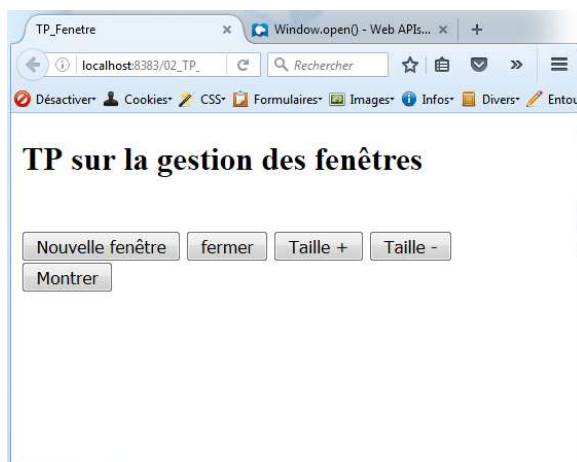 TP_Fenetre × Window.open() - Web APIs... × +
localhost:8383/02_TP_ Rechercher »
Désactiver Cookies CSS Formulaires Images Infos Divers Entou
TP sur la gestion des fenêtres
Nouvelle fenêtre fermer Taille + Taille -
Montrer